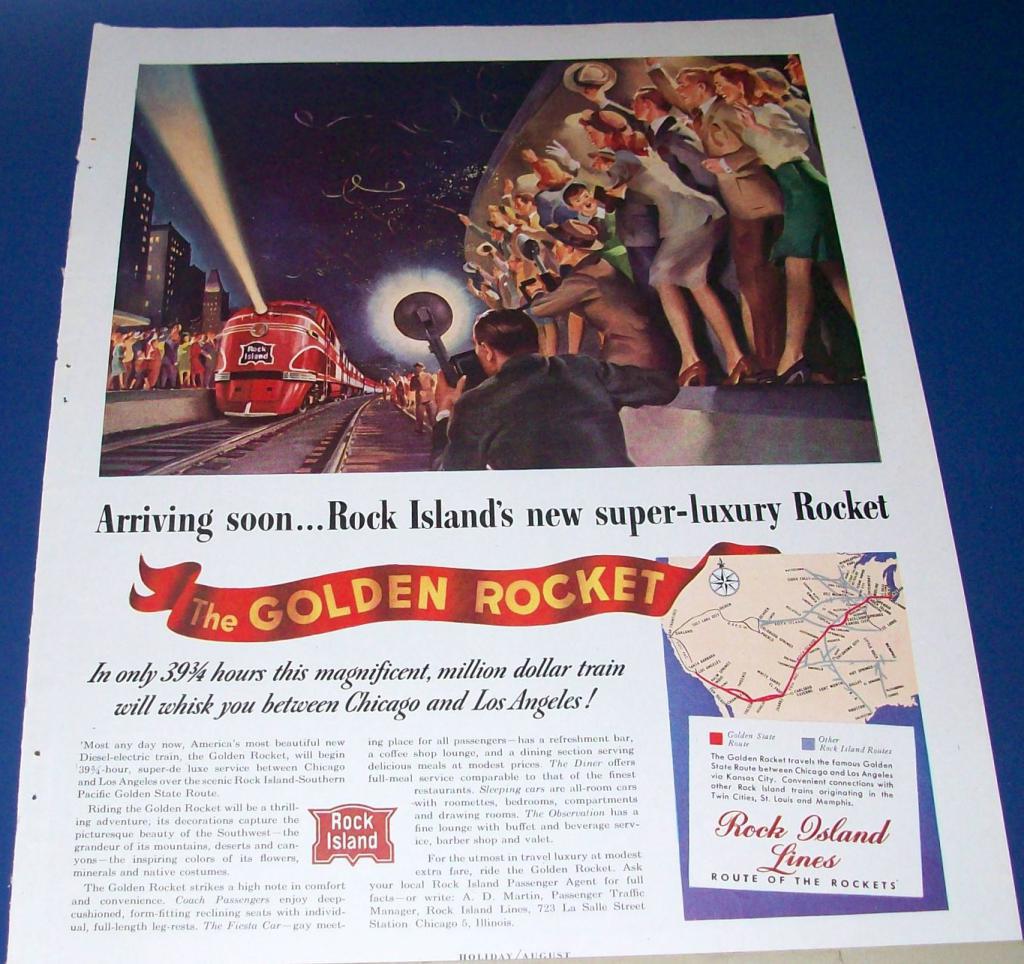 Rock
Island
Arriving soon...Rock Island's new super-luxury Rocket
The GOLDEN ROCKET
In only 39¾ hours this magnificent, million dollar train
will whisk you between Chicago and Los Angeles!
'Most any day now, America's most beautiful new
Diesel-electric train, the Golden Rocket, will begin
39¾-hour, super-de luxe service between Chicago
and Los Angeles over the scenic Rock Island-Southern
Pacific Golden State Route.
Riding the Golden Rocket will be a thrill-
ing adventure; its decorations capture the
picturesque beauty of the Southwest—the
grandeur of its mountains, deserts and can-
yons—the inspiring colors of its flowers,
minerals and native costumes.
The Golden Rocket strikes a high note in comfort
and convenience. Coach Passengers enjoy deep-
cushioned, form-fitting reclining seats with individ-
ual, full-length leg-rests. The Fiesta Car—gay meet-
Rock
Island
ing place for all passengers—has a refreshment bar,
a coffee shop lounge, and a dining section serving
delicious meals at modest prices. The Diner offers
full-meal service comparable to that of the finest
restaurants. Sleeping cars are all-room cars
with roomettes, bedrooms, compartments
and drawing rooms. The Observation has a
fine lounge with buffet and beverage serv-
ice, barber shop and valet.
For the utmost in travel luxury at modest
extra fare, ride the Golden Rocket. Ask
your local Rock Island Passenger Agent for full
facts—or write: A. D. Martin, Passenger Traffic
Manager, Rock Island Lines, 723 La Salle Street
Station Chicago 5, Illinois.
SALT LAKE CITY
DENVER
OAKLAND
SANTA BARBARA
LOS ANGELES
Golden State
Route
Other
Rock Island Routes
The Golden Rocket travels the famous Golden
State Route between Chicago and Los Angeles
via Kansas City. Convenient connections with
other Rock Island trains originating in the
Twin Cities, St. Louis and Memphis.
Rock Island
Lines
ROUTE OF THE ROCKETS
HOLIDAY/AUGUST